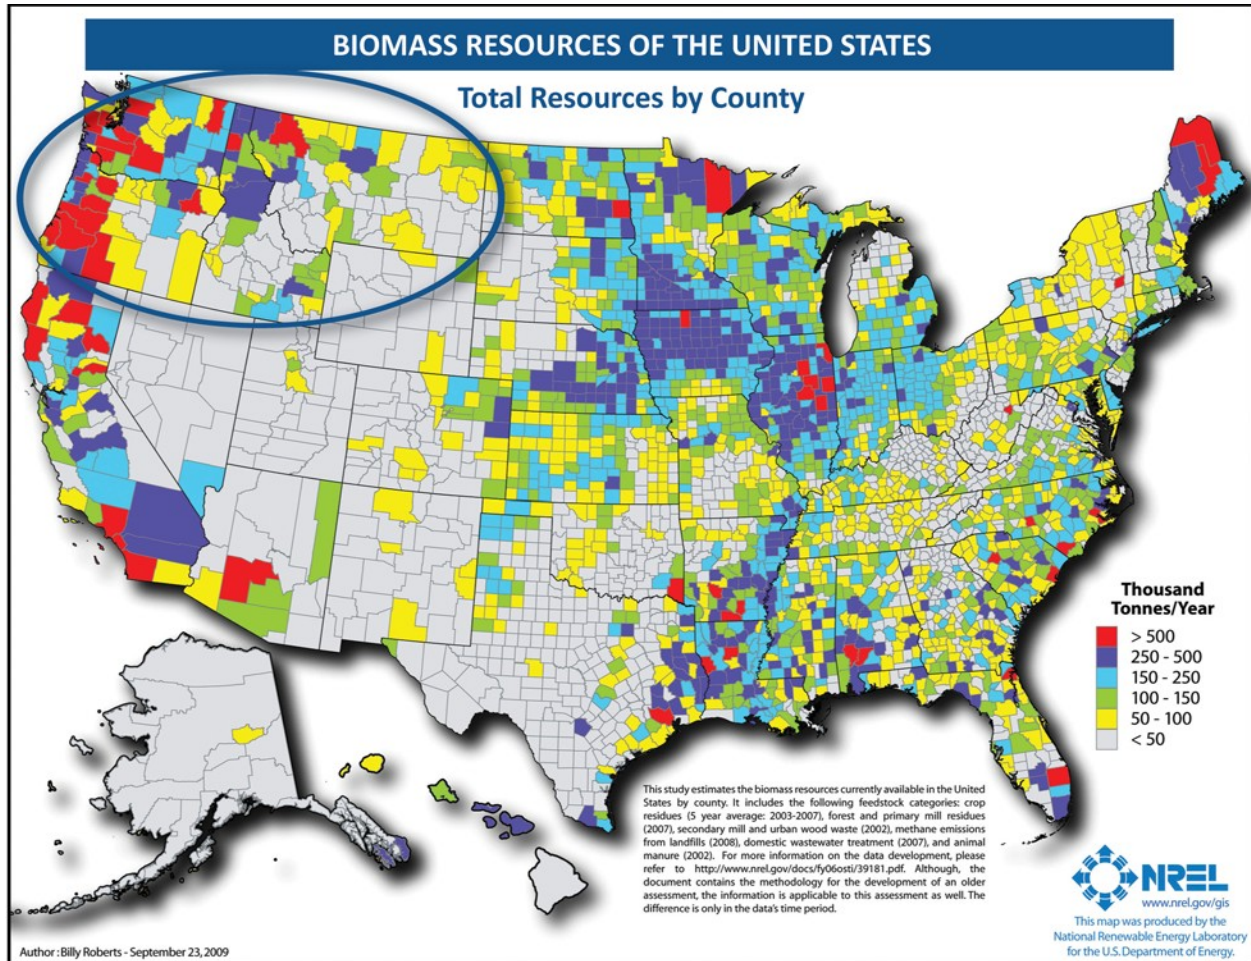 BIOMASS RESOURCES OF THE UNITED STATES
Total Resources by County
Thousand
Tonnes/Year
> 500
250 - 500
150 - 250
100 - 150
50 - 100
< 50
This study estimates the biomass resources currently available in the United
States by county. It includes the following feedstock categories: crop
residues (5 year average: 2003-2007), forest and primary mill residues
(2007), secondary mill and urban wood waste (2002), methane emissions
from landfills (2008), domestic wastewater treatment (2007), and animal
manure (2002). For more information on the data development, please
refer to http://www.nrel.gov/docs/fy06osti/39181.pdf. Although, the
document contains the methodology for the development of an older
assessment, the information is applicable to this assessment as well. The
difference is only in the data's time period.
NREL
www.nrel.gov/gis
This map was produced by the
National Renewable Energy Laboratory
for the U.S. Department of Energy.
Author : Billy Roberts - September 23, 2009